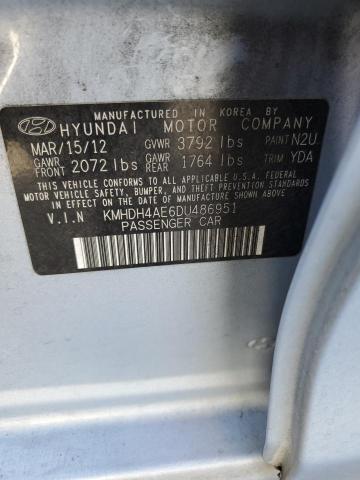 MANUFACTURED IN KOREA BY
HYUNDAI MOTOR COMPANY
MAR/15/12 GVWR 3792 lbs PAINT N2U
GAWR FRONT 2072 lbs GAWR REAR 1764 lbs TRIM YDA
THIS VEHICLE CONFORMS TO ALL APPLICABLE U.S.A. FEDERAL
MOTOR VEHICLE SAFETY, BUMPER, AND THEFT PREVENTION
STANDARDS IN EFFECT ON THE DATE OF MANUFACTURE SHOWN ABOVE.
V.I.N KMHDH4AE6DU486951
PASSENGER CAR